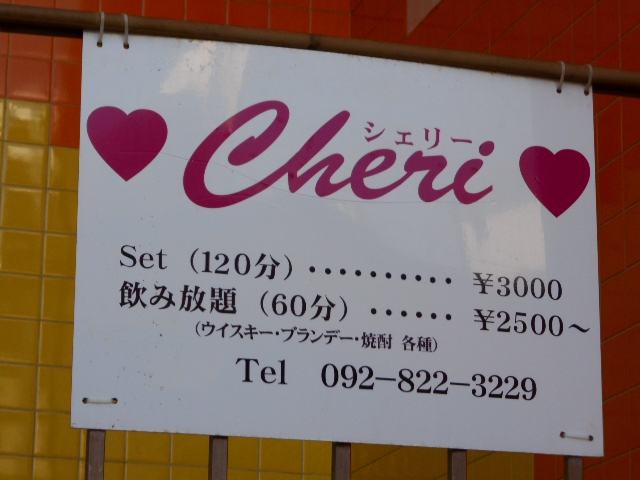 シェリー
Cheri
Set (120分) ・・・・・・・・・・ ¥3000
飲み放題 (60分) ・・・・・・ ¥2500～
(ウイスキー・ブランデー・焼酎 各種)
Tel 092-822-3229